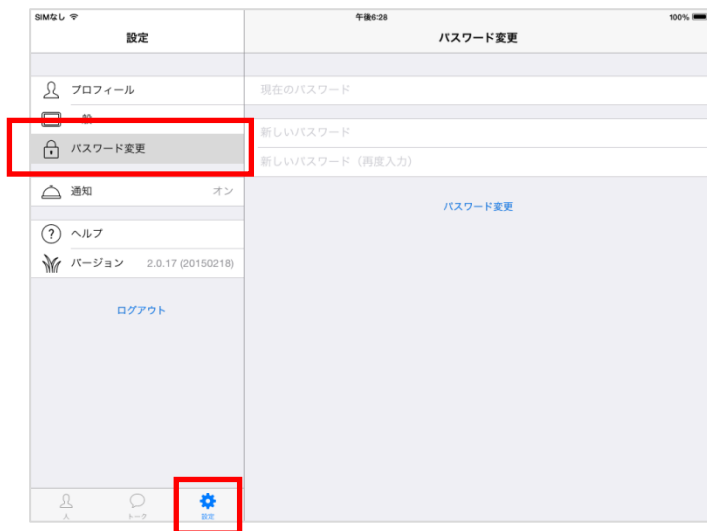 SIMなし 午後6:28 100%
設定
パスワード変更
プロフィール
一般
パスワード変更
通知 オン
ヘルプ
バージョン 2.0.17 (20150218)
ログアウト
人 トーク 設定
現在のパスワード
新しいパスワード
新しいパスワード（再度入力）
パスワード変更